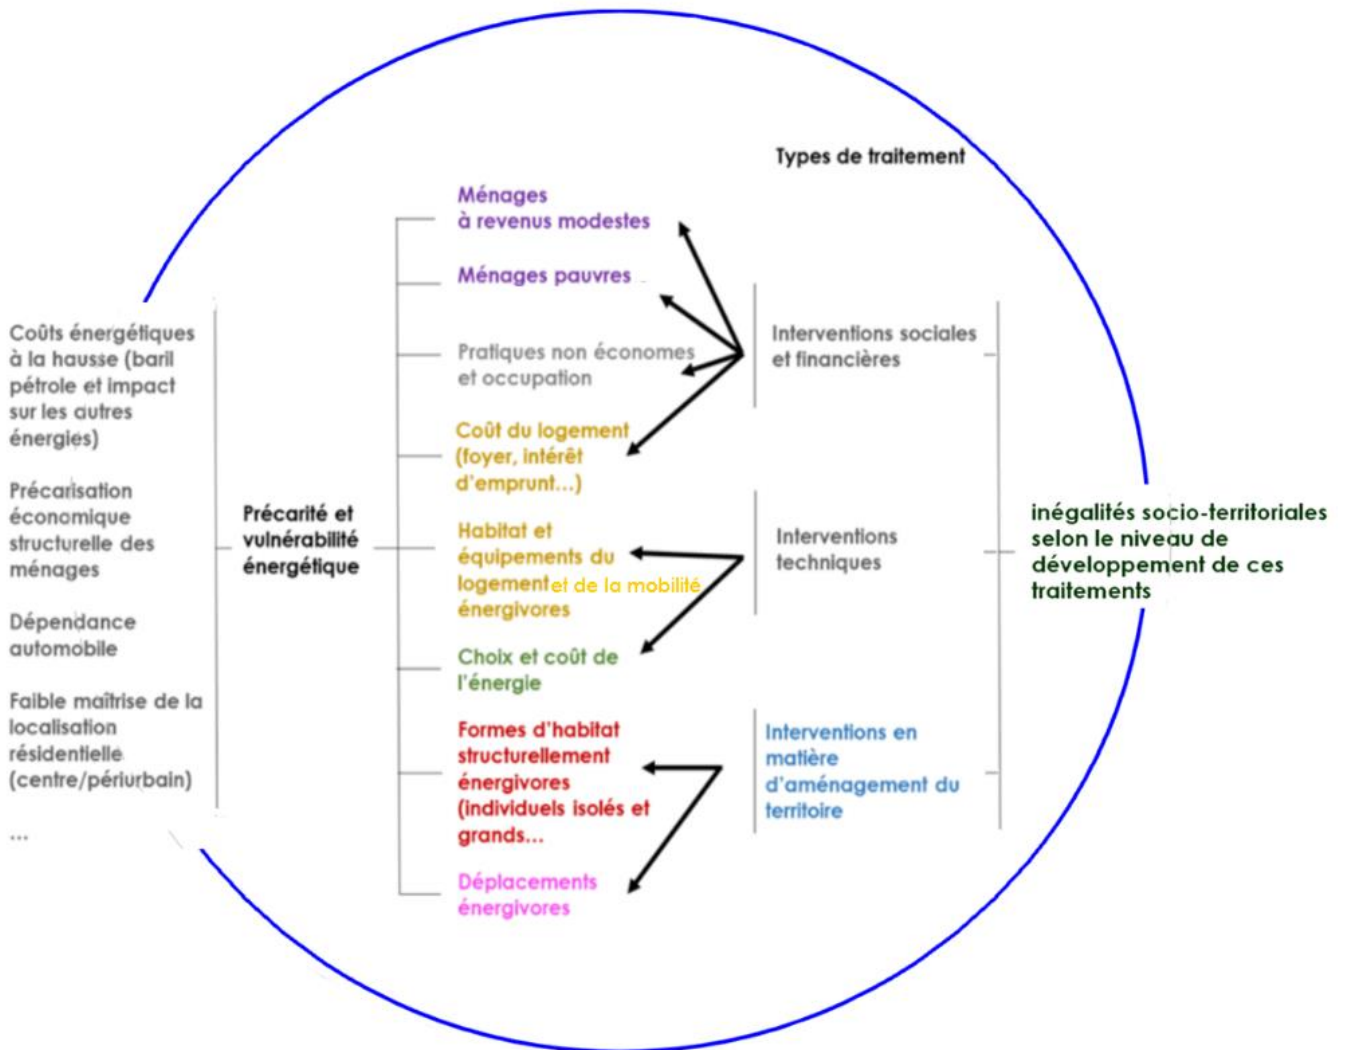 Types de traitement
Coûts énergétiques
à la hausse (baril
pétrole et impact
sur les autres
énergies)
Précarisation
économique
structurelle des
ménages
Dépendance
automobile
Faible maîtrise de la
localisation
résidentielle
(centre/périurbain)
...
Précarité et
vulnérabilité
énergétique
Ménages
à revenus modestes
Ménages pauvres
Pratiques non économes
et occupation
Coût du logement
(foyer, intérêt
d'emprunt...)
Habitat et
équipements du
logement et de la mobilité
énergivores
Choix et coût de
l'énergie
Formes d'habitat
structurellement
énergivores
(individuels isolés et
grands...
Déplacements
énergivores
Interventions sociales
et financières
Interventions
techniques
Interventions en
matière
d'aménagement du
territoire
inégalités socio-territoriales
selon le niveau de
développement de ces
traitements